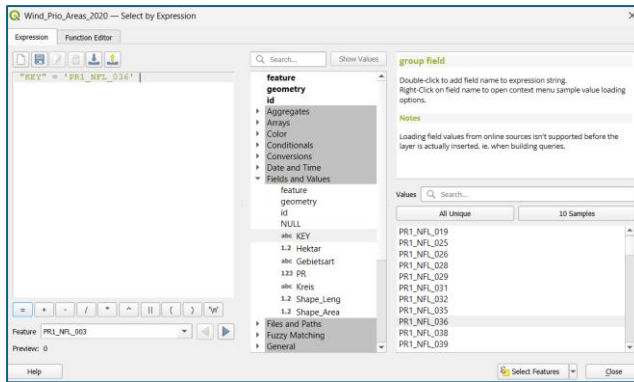 Wind_Prio_Areas_2020 — Select by Expression
Expression
Function Editor
"KEY" = 'PR1_NFL_036'
= + - / * ^ || ( ) '\n'
Feature PR1_NFL_003
Preview: 0
Search...
Show Values
feature
geometry
id
Aggregates
Arrays
Color
Conditionals
Conversions
Date and Time
Fields and Values
feature
geometry
id
NULL
abc KEY
1.2 Hektar
abc Gebietsart
123 PR
abc Kreis
1.2 Shape_Leng
1.2 Shape_Area
Files and Paths
Fuzzy Matching
General
group field
Double-click to add field name to expression string.
Right-Click on field name to open context menu sample value loading
options.
Notes
Loading field values from online sources isn't supported before the
layer is actually inserted, ie. when building queries.
Values Search...
All Unique
10 Samples
PR1_NFL_019
PR1_NFL_025
PR1_NFL_026
PR1_NFL_028
PR1_NFL_029
PR1_NFL_031
PR1_NFL_032
PR1_NFL_035
PR1_NFL_036
PR1_NFL_038
PR1_NFL_039
Help
Select Features
Close